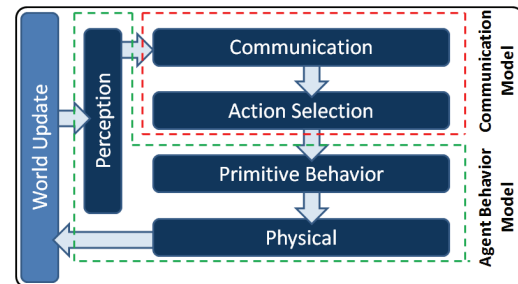 World Update
Perception
Communication
Action Selection
Primitive Behavior
Physical
Communication
Model
Agent Behavior
Model